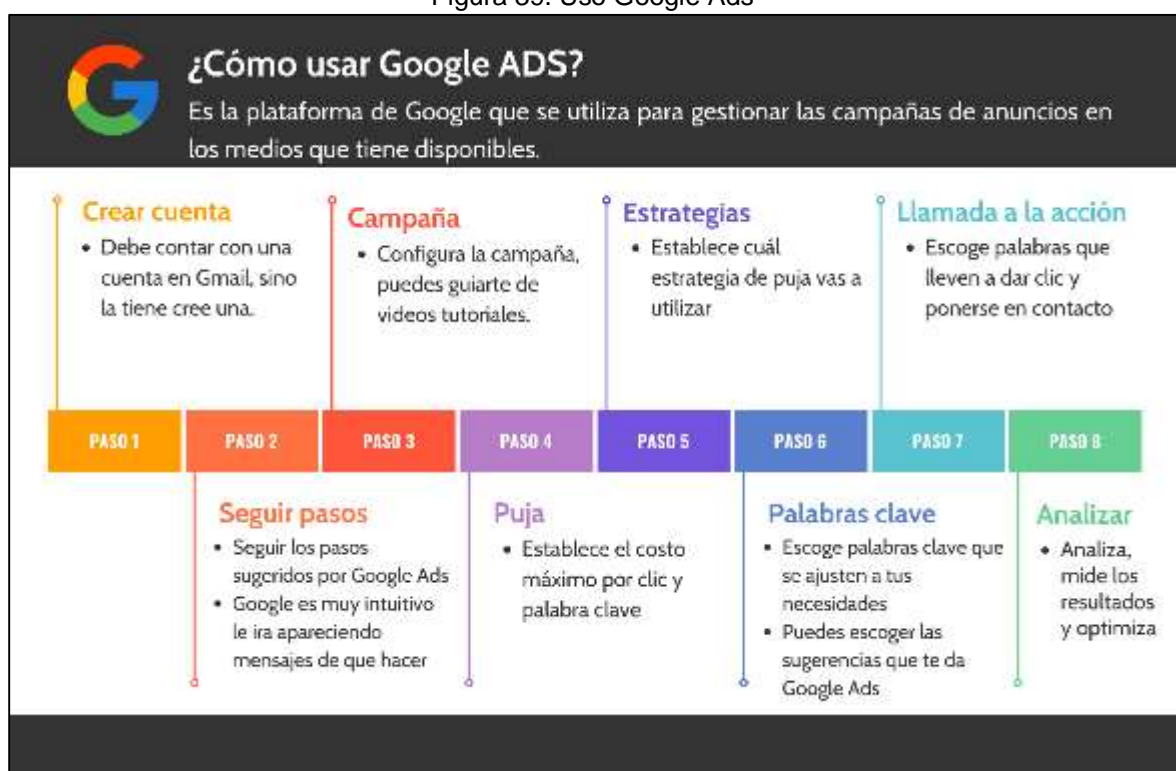 Figura 89. Uso Google Ads
¿Cómo usar Google ADS?
Es la plataforma de Google que se utiliza para gestionar las campañas de anuncios en
los medios que tiene disponibles.
Crear cuenta
• Debe contar con una
cuenta en Gmail, sino
la tiene cree una.
Campaña
• Configura la campaña,
puedes guiarte de
videos tutoriales.
Estrategias
• Establece cuál
estrategia de puja vas a
utilizar
Llamada a la acción
• Escoge palabras que
lleven a dar clic y
ponerse en contacto
PASO 1
PASO 2
PASO 3
PASO 4
PASO 5
PASO 6
PASO 7
PASO 8
Seguir pasos
• Seguir los pasos
sugeridos por Google Ads
• Google es muy intuitivo
le ira apareciendo
mensajes de que hacer
Puja
• Establece el costo
máximo por clic y
palabra clave
Palabras clave
• Escoge palabras clave que
se ajusten a tus
necesidades
• Puedes escoger las
sugerencias que te da
Google Ads
Analizar
• Analiza,
mide los
resultados
y optimiza